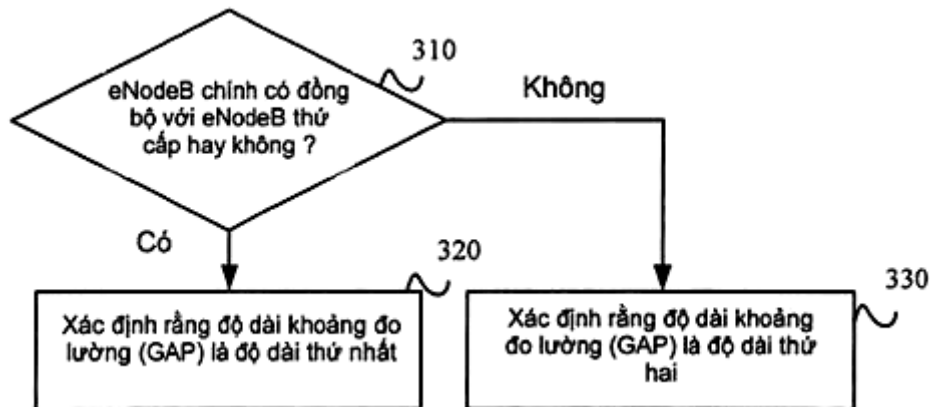 310
eNodeB chính có đồng
bộ với eNodeB thứ
cấp hay không ?
Không
Có
320
330
Xác định rằng độ dài khoảng đo
lường (GAP) là độ dài thứ nhất
Xác định rằng độ dài khoảng
đo lường (GAP) là độ dài thứ
hai